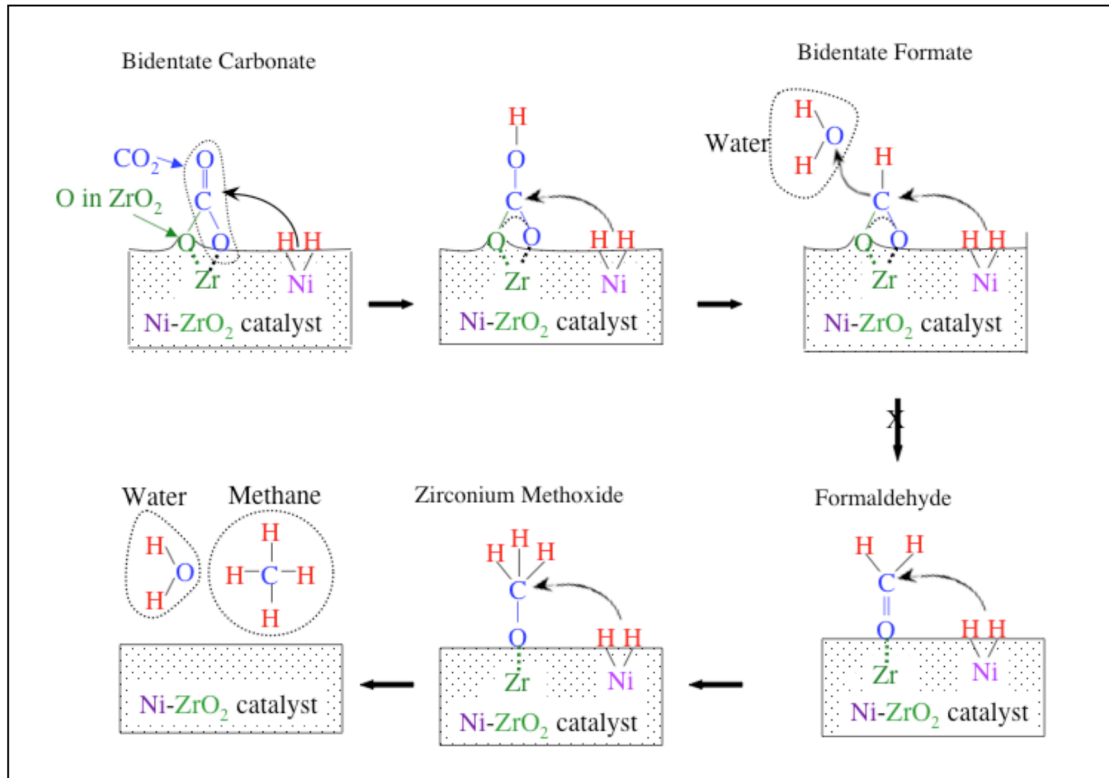 Bidentate Carbonate
CO₂
O
C
O in ZrO₂
O
O
H H
Zr
Ni
Ni-ZrO₂ catalyst
H
O
C
O
O
H H
Zr
Ni
Ni-ZrO₂ catalyst
Bidentate Formate
Water
H
O
H
H
C
O
O
H H
Zr
Ni
Ni-ZrO₂ catalyst
X
Formaldehyde
H
H
C
O
H H
Zr
Ni
Ni-ZrO₂ catalyst
Zirconium Methoxide
H
H
H
C
O
H H
Zr
Ni
Ni-ZrO₂ catalyst
Water
H
O
H
Methane
H
H C H
H
Ni-ZrO₂ catalyst